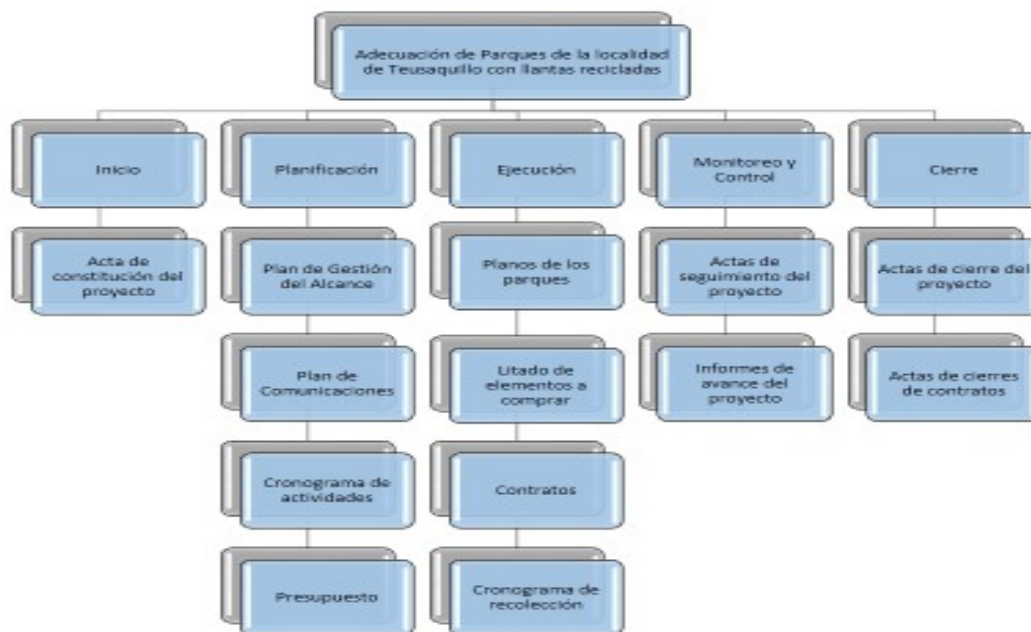 Adecuación de Parques de la localidad
de Teusaquillo con llantas recicladas
Inicio
Planificación
Ejecución
Monitoreo y
Control
Cierre
Acta de
constitución del
proyecto
Plan de Gestión
del Alcance
Planos de los
parques
Actas de
seguimiento del
proyecto
Actas de cierre del
proyecto
Plan de
Comunicaciones
Litado de
elementos a
comprar
Informes de
avance del
proyecto
Actas de cierres
de contratos
Cronograma de
actividades
Contratos
Presupuesto
Cronograma de
recolección